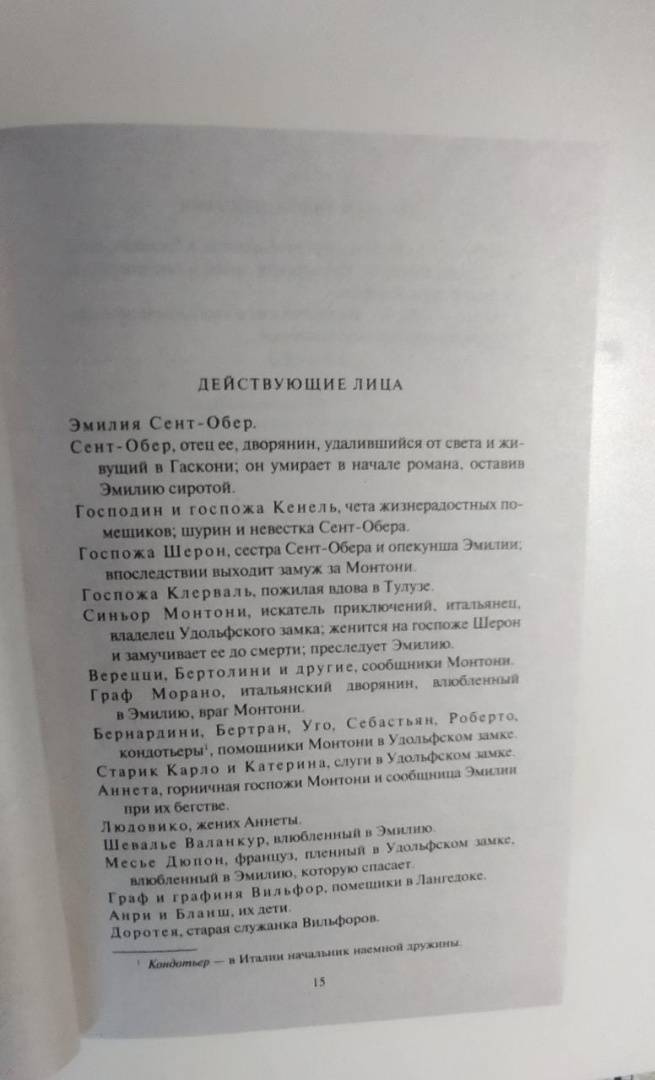 ДЕЙСТВУЮЩИЕ ЛИЦА
Эмилия Сент-Обер.
Сент-Обер, отец ее, дворянин, удалившийся от света и жи-
вущий в Гаскони; он умирает в начале романа, оставив
Эмилию сиротой.
Господин и госпожа Кенель, чета жизнерадостных по-
мещиков; шурин и невестка Сент-Обера.
Госпожа Шерон, сестра Сент-Обера и опекунша Эмилии;
впоследствии выходит замуж за Монтони.
Госпожа Клерваль, пожилая вдова в Тулузе.
Синьор Монтони, искатель приключений, итальянец,
владелец Удольфского замка; женится на госпоже Шерон
и замучивает ее до смерти; преследует Эмилию.
Верецци, Бертолини и другие, сообщники Монтони.
Граф Морано, итальянский дворянин, влюбленный
в Эмилию, враг Монтони.
Бернардини, Бертран, Уго, Себастьян, Роберто,
кондотьеры¹, помощники Монтони в Удольфском замке.
Старик Карло и Катерина, слуги в Удольфском замке.
Аннета, горничная госпожи Монтони и сообщница Эмилии
при их бегстве.
Людовико, жених Аннеты.
Шевалье Валанкур, влюбленный в Эмилию.
Месье Дюпон, француз, пленный в Удольфском замке,
влюбленный в Эмилию, которую спасает.
Граф и графиня Вильфор, помещики в Лангедоке.
Анри и Бланш, их дети.
Доротея, старая служанка Вильфоров.
¹ Кондотьер — в Италии начальник наемной дружины.
15